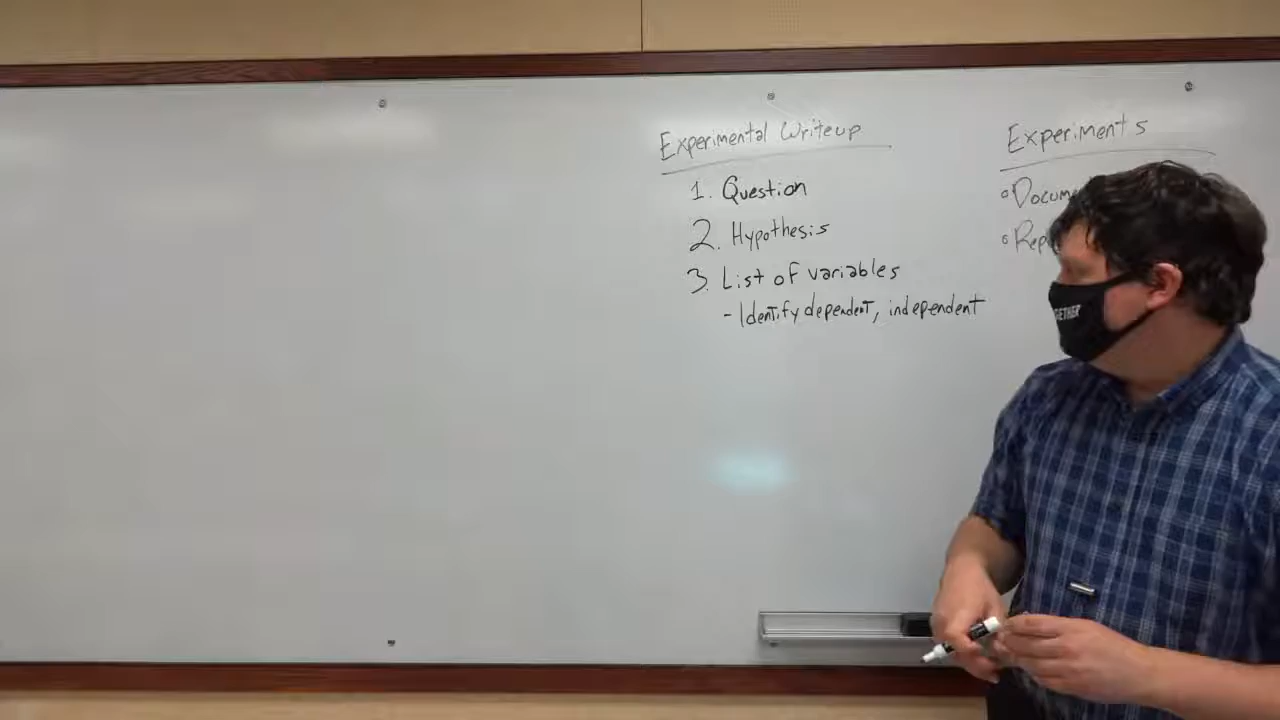 Experimental Writeup
1. Question
2. Hypothesis
3. List of variables
- Identify dependent, independent
Experiments